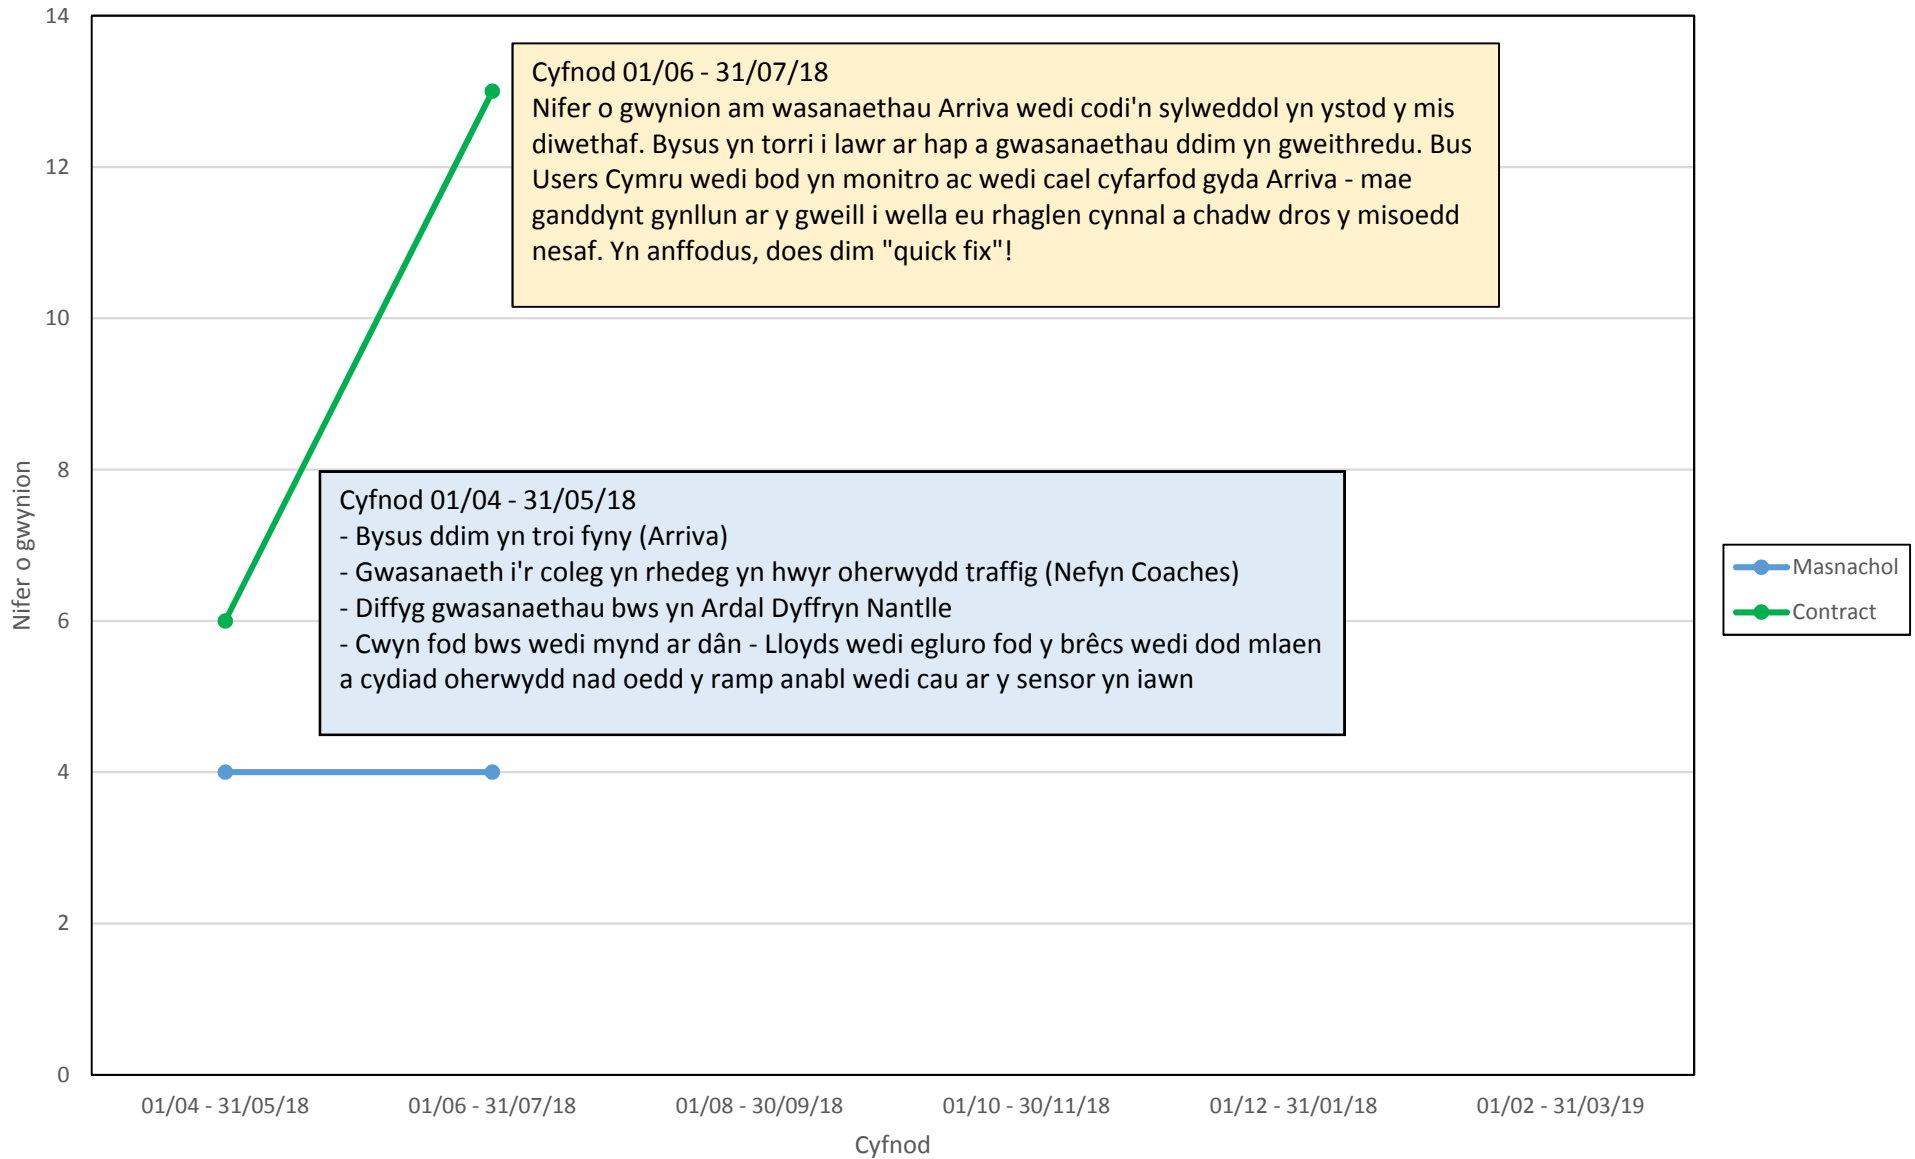 14
12
10
8
6
4
2
0
Nifer o gwynion
Cyfnod 01/06 - 31/07/18
Nifer o gwynion am wasanaethau Arriva wedi codi'n sylweddol yn ystod y mis
diwethaf. Bysus yn torri i lawr ar hap a gwasanaethau ddim yn gweithredu. Bus
Users Cymru wedi bod yn monitro ac wedi cael cyfarfod gyda Arriva - mae
ganddynt gynllun ar y gweill i wella eu rhaglen cynnal a chadw dros y misoedd
nesaf. Yn anffodus, does dim "quick fix"!
Cyfnod 01/04 - 31/05/18
- Bysus ddim yn troi fyny (Arriva)
- Gwasanaeth i'r coleg yn rhedeg yn hwyr oherwydd traffig (Nefyn Coaches)
- Diffyg gwasanaethau bws yn Ardal Dyffryn Nantlle
- Cwyn fod bws wedi mynd ar dân - Lloyds wedi egluro fod y brêcs wedi dod mlaen
a cydiad oherwydd nad oedd y ramp anabl wedi cau ar y sensor yn iawn
Masnachol
Contract
01/04 - 31/05/18
01/06 - 31/07/18
01/08 - 30/09/18
01/10 - 30/11/18
01/12 - 31/01/18
01/02 - 31/03/19
Cyfnod